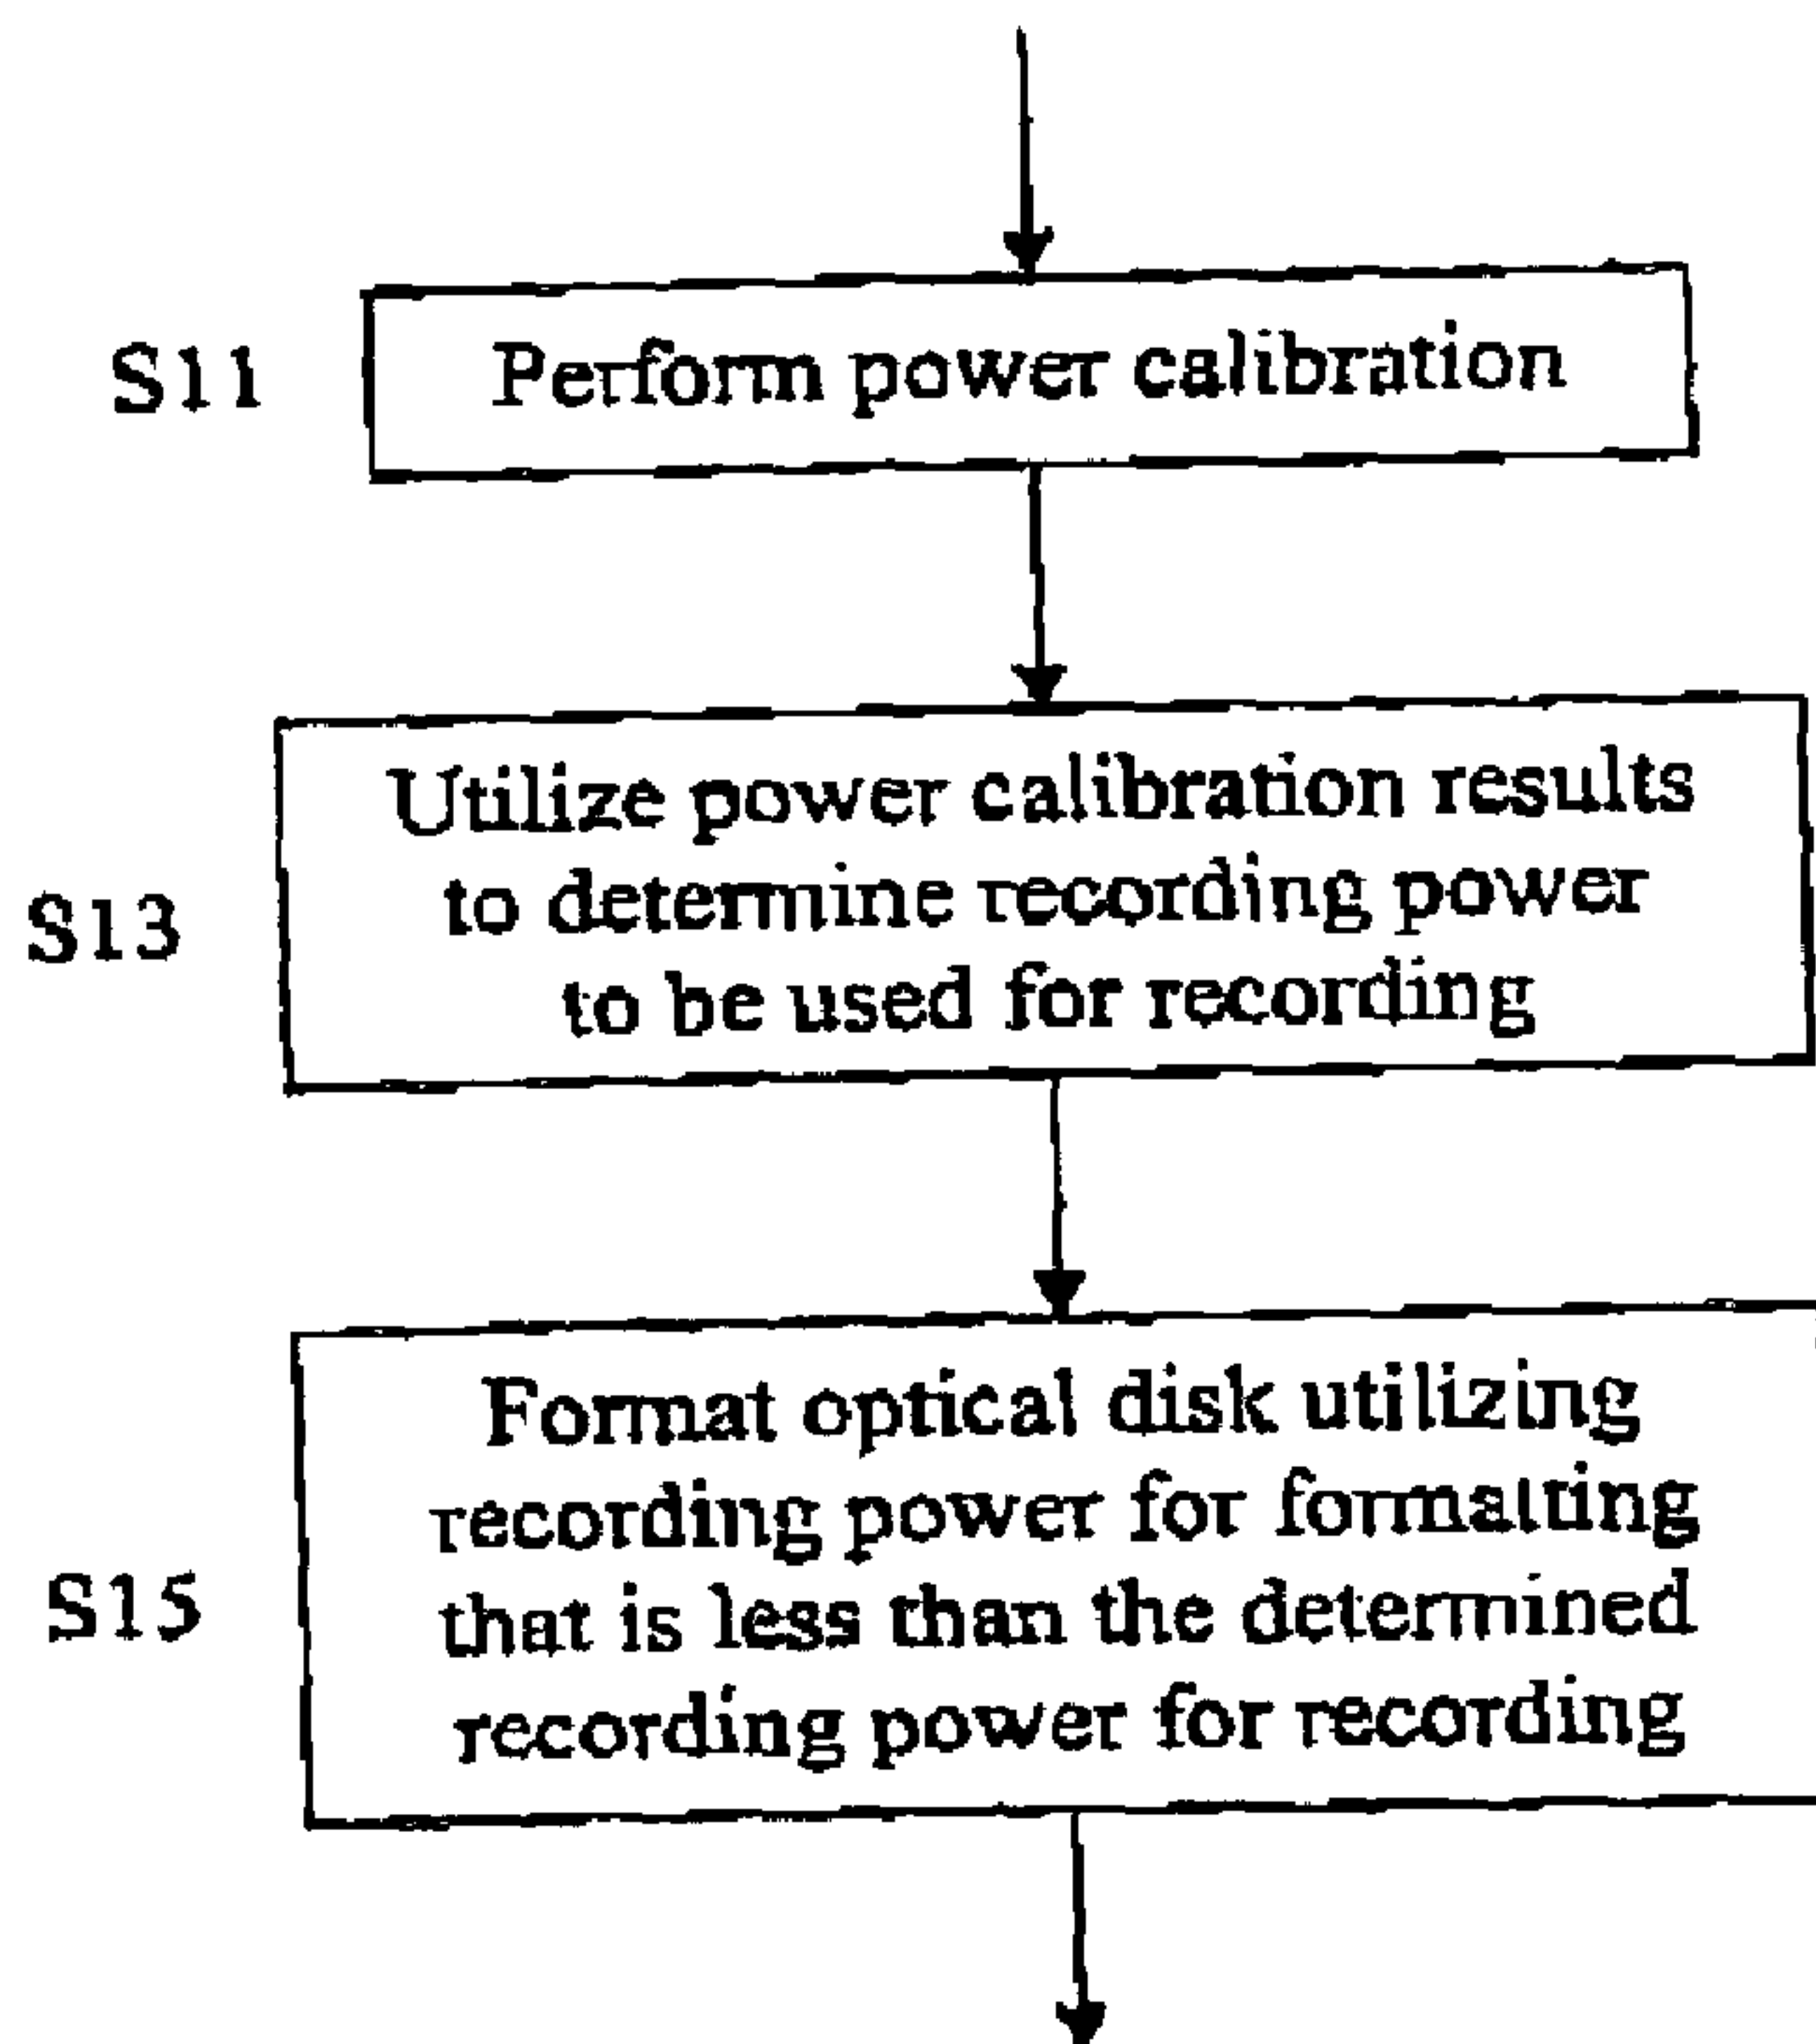 S11
Perform power calibration
Utilize power calibration results
to determine recording power
S13
to be used for recording
Format optical disk utilizing
recording power for formatting
S15
that is less than the determined
recording power for recording